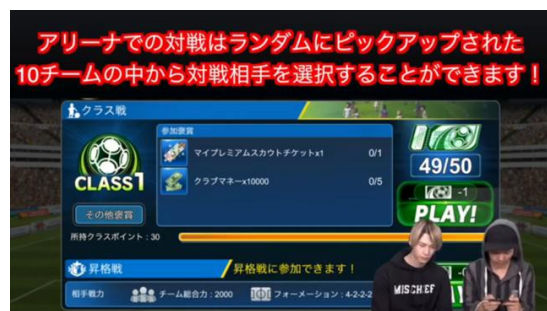 アリーナでの対戦はランダムにピックアップされた
10チームの中から対戦相手を選択することができます！
クラス戦
参加褒賞
マイプレミアムスカウトチケットx1 0/1
クラブマネーx10000 0/5
CLASS 1
49/50
-1
PLAY!
その他褒賞
所持クラスポイント : 30
昇格戦
昇格戦に参加できます！
相手戦力 チーム総合力 : 2000 フォーメーション : 4-2-2-2
MISCHIEF